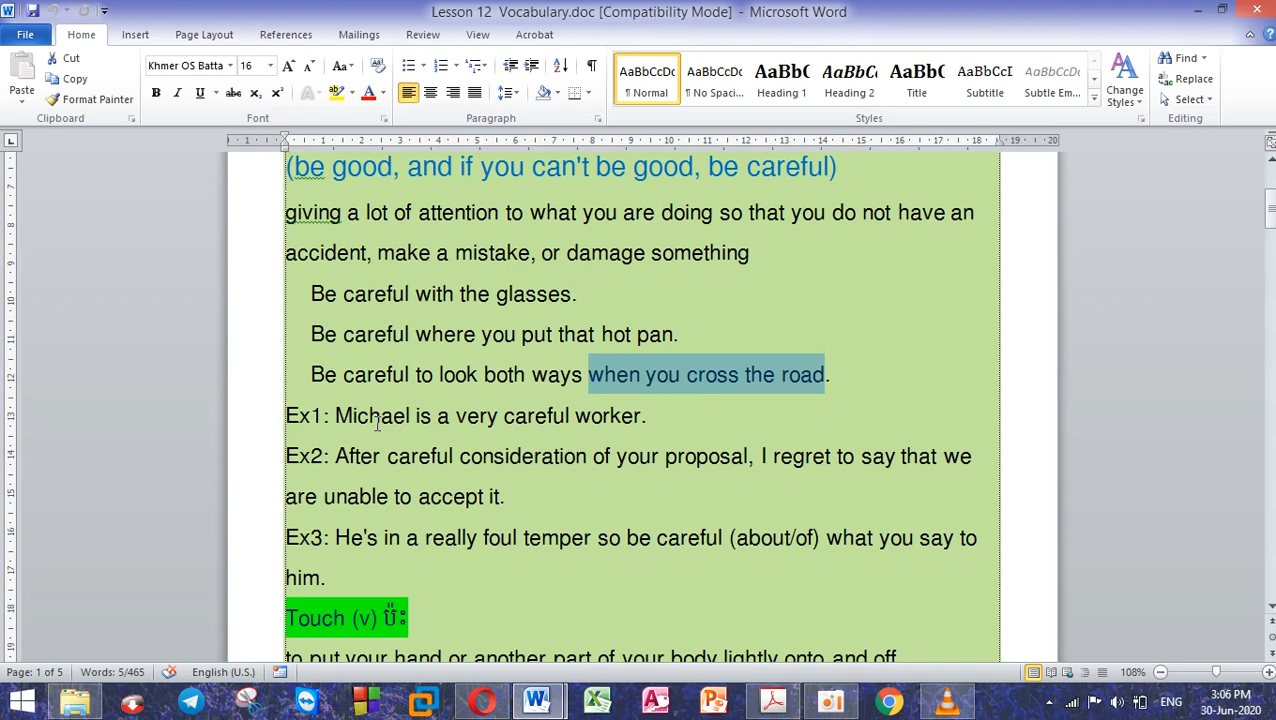 Lesson 12 Vocabulary.doc [Compatibility Mode] - Microsoft Word
File Home Insert Page Layout References Mailings Review View Acrobat
Paste Cut Copy Format Painter Clipboard
Khmer OS Batta 16 Font
Paragraph
AaBbCcDc Normal AaBbCcDc No Spaci... AaBbC Heading 1 AaBbCc Heading 2 AaBbC Title AaBbCcD Subtitle AaBbCcDc Subtle Em... Change Styles Styles
Find Replace Select Editing
(be good, and if you can't be good, be careful)
giving a lot of attention to what you are doing so that you do not have an
accident, make a mistake, or damage something
Be careful with the glasses.
Be careful where you put that hot pan.
Be careful to look both ways when you cross the road.
Ex1: Michael is a very careful worker.
Ex2: After careful consideration of your proposal, I regret to say that we
are unable to accept it.
Ex3: He's in a really foul temper so be careful (about/of) what you say to
him.
Touch (v) ប៉ះ
to put your hand or another part of your body lightly onto and off
Page: 1 of 5 Words: 5/465 English (U.S.) 108%
ENG 3:06 PM
30-Jun-2020